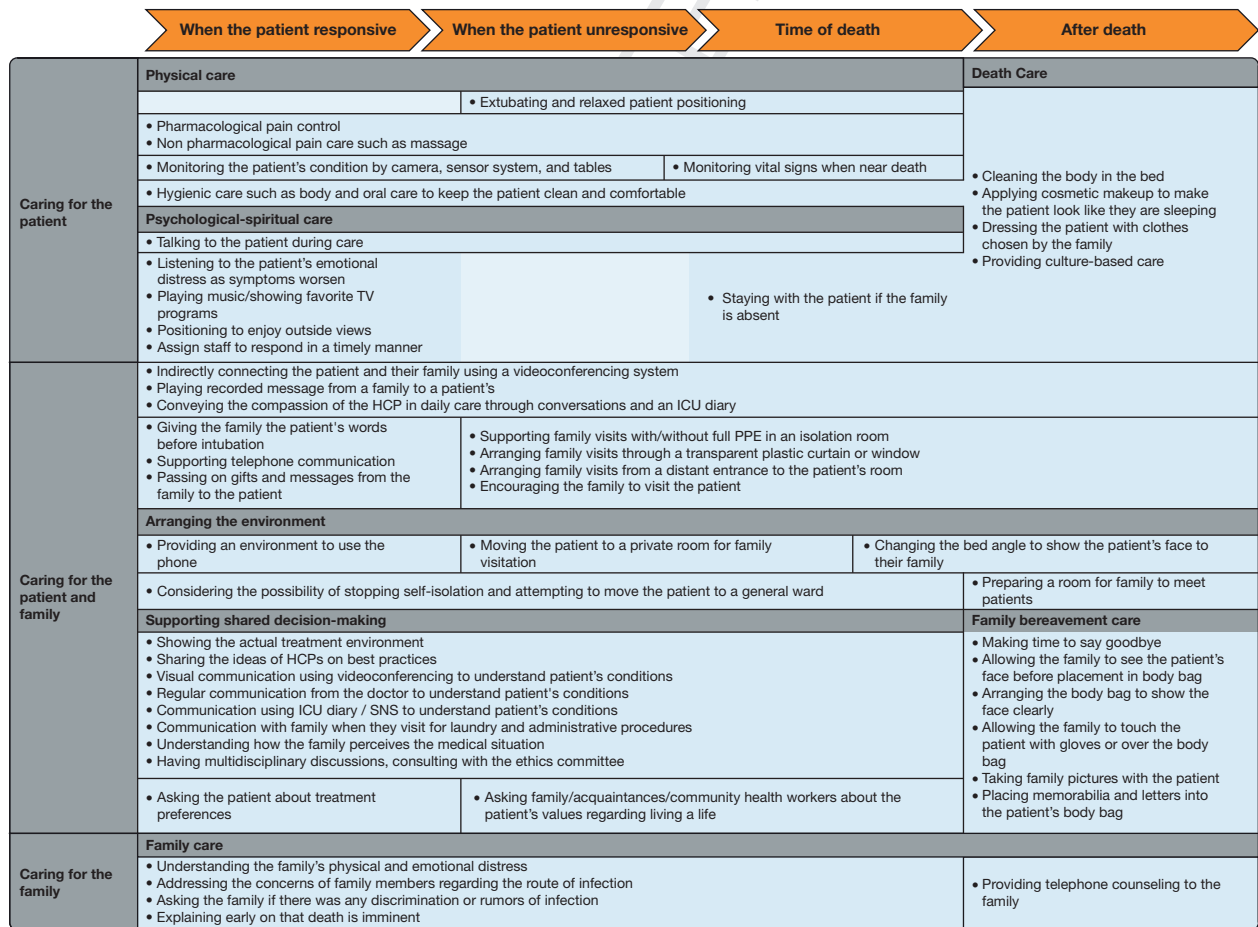 When the patient responsive
When the patient unresponsive
Time of death
After death
Caring for the
patient
Physical care
• Extubating and relaxed patient positioning
• Pharmacological pain control
• Non pharmacological pain care such as massage
• Monitoring the patient's condition by camera, sensor system, and tables
• Monitoring vital signs when near death
• Hygienic care such as body and oral care to keep the patient clean and comfortable
Psychological-spiritual care
• Talking to the patient during care
• Listening to the patient's emotional
distress as symptoms worsen
• Playing music/showing favorite TV
programs
• Positioning to enjoy outside views
• Assign staff to respond in a timely manner
• Staying with the patient if the family
is absent
Death Care
• Cleaning the body in the bed
• Applying cosmetic makeup to make
the patient look like they are sleeping
• Dressing the patient with clothes
chosen by the family
• Providing culture-based care
Caring for the
patient and
family
• Indirectly connecting the patient and their family using a videoconferencing system
• Playing recorded message from a family to a patient's
• Conveying the compassion of the HCP in daily care through conversations and an ICU diary
• Giving the family the patient's words
before intubation
• Supporting telephone communication
• Passing on gifts and messages from the
family to the patient
• Supporting family visits with/without full PPE in an isolation room
• Arranging family visits through a transparent plastic curtain or window
• Arranging family visits from a distant entrance to the patient's room
• Encouraging the family to visit the patient
Arranging the environment
• Providing an environment to use the
phone
• Moving the patient to a private room for family
visitation
• Changing the bed angle to show the patient's face to
their family
• Considering the possibility of stopping self-isolation and attempting to move the patient to a general ward
• Preparing a room for family to meet
patients
Supporting shared decision-making
• Showing the actual treatment environment
• Sharing the ideas of HCPs on best practices
• Visual communication using videoconferencing to understand patient's conditions
• Regular communication from the doctor to understand patient's conditions
• Communication using ICU diary / SNS to understand patient's conditions
• Communication with family when they visit for laundry and administrative procedures
• Understanding how the family perceives the medical situation
• Having multidisciplinary discussions, consulting with the ethics committee
• Asking the patient about treatment
preferences
• Asking family/acquaintances/community health workers about the
patient's values regarding living a life
Family bereavement care
• Making time to say goodbye
• Allowing the family to see the patient's
face before placement in body bag
• Arranging the body bag to show the
face clearly
• Allowing the family to touch the
patient with gloves or over the body
bag
• Taking family pictures with the patient
• Placing memorabilia and letters into
the patient's body bag
Caring for the
family
Family care
• Understanding the family's physical and emotional distress
• Addressing the concerns of family members regarding the route of infection
• Asking the family if there was any discrimination or rumors of infection
• Explaining early on that death is imminent
• Providing telephone counseling to the
family